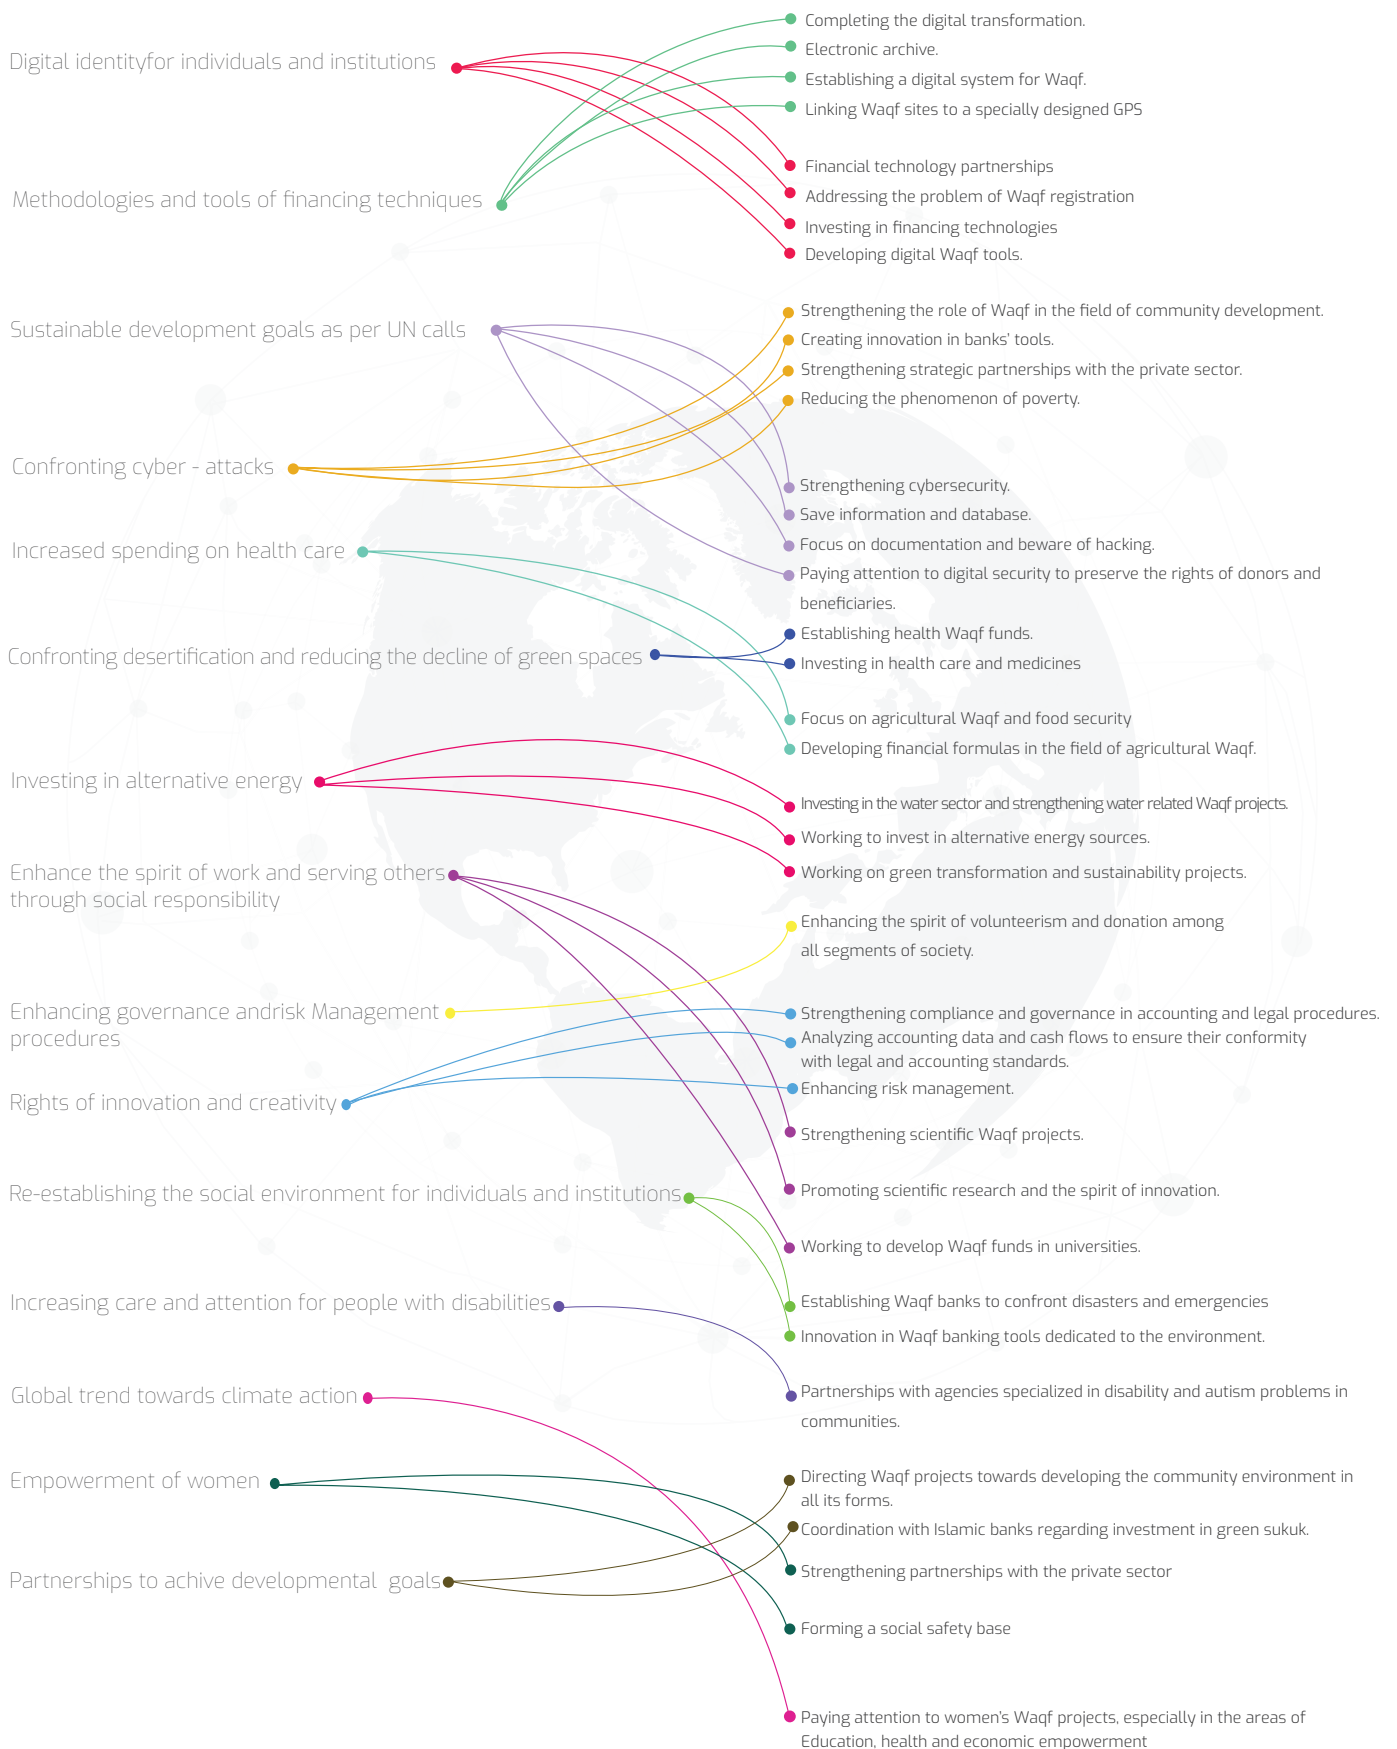 Digital identityfor individuals and institutions
Methodologies and tools of financing techniques
Sustainable development goals as per UN calls
Confronting cyber - attacks
Increased spending on health care
Confronting desertification and reducing the decline of green spaces
Investing in alternative energy
Enhance the spirit of work and serving others
through social responsibility
Enhancing governance andrisk Management
procedures
Rights of innovation and creativity
Re-establishing the social environment for individuals and institutions
Increasing care and attention for people with disabilities
Global trend towards climate action
Empowerment of women
Partnerships to achive developmental goals
Completing the digital transformation.
Electronic archive.
Establishing a digital system for Waqf.
Linking Waqf sites to a specially designed GPS
Financial technology partnerships
Addressing the problem of Waqf registration
Investing in financing technologies
Developing digital Waqf tools.
Strengthening the role of Waqf in the field of community development.
Creating innovation in banks' tools.
Strengthening strategic partnerships with the private sector.
Reducing the phenomenon of poverty.
Strengthening cybersecurity.
Save information and database.
Focus on documentation and beware of hacking.
Paying attention to digital security to preserve the rights of donors and
beneficiaries.
Establishing health Waqf funds.
Investing in health care and medicines
Focus on agricultural Waqf and food security
Developing financial formulas in the field of agricultural Waqf.
Investing in the water sector and strengthening water related Waqf projects.
Working to invest in alternative energy sources.
Working on green transformation and sustainability projects.
Enhancing the spirit of volunteerism and donation among
all segments of society.
Strengthening compliance and governance in accounting and legal procedures.
Analyzing accounting data and cash flows to ensure their conformity
with legal and accounting standards.
Enhancing risk management.
Strengthening scientific Waqf projects.
Promoting scientific research and the spirit of innovation.
Working to develop Waqf funds in universities.
Establishing Waqf banks to confront disasters and emergencies
Innovation in Waqf banking tools dedicated to the environment.
Partnerships with agencies specialized in disability and autism problems in
communities.
Directing Waqf projects towards developing the community environment in
all its forms.
Coordination with Islamic banks regarding investment in green sukuk.
Strengthening partnerships with the private sector
Forming a social safety base
Paying attention to women's Waqf projects, especially in the areas of
Education, health and economic empowerment